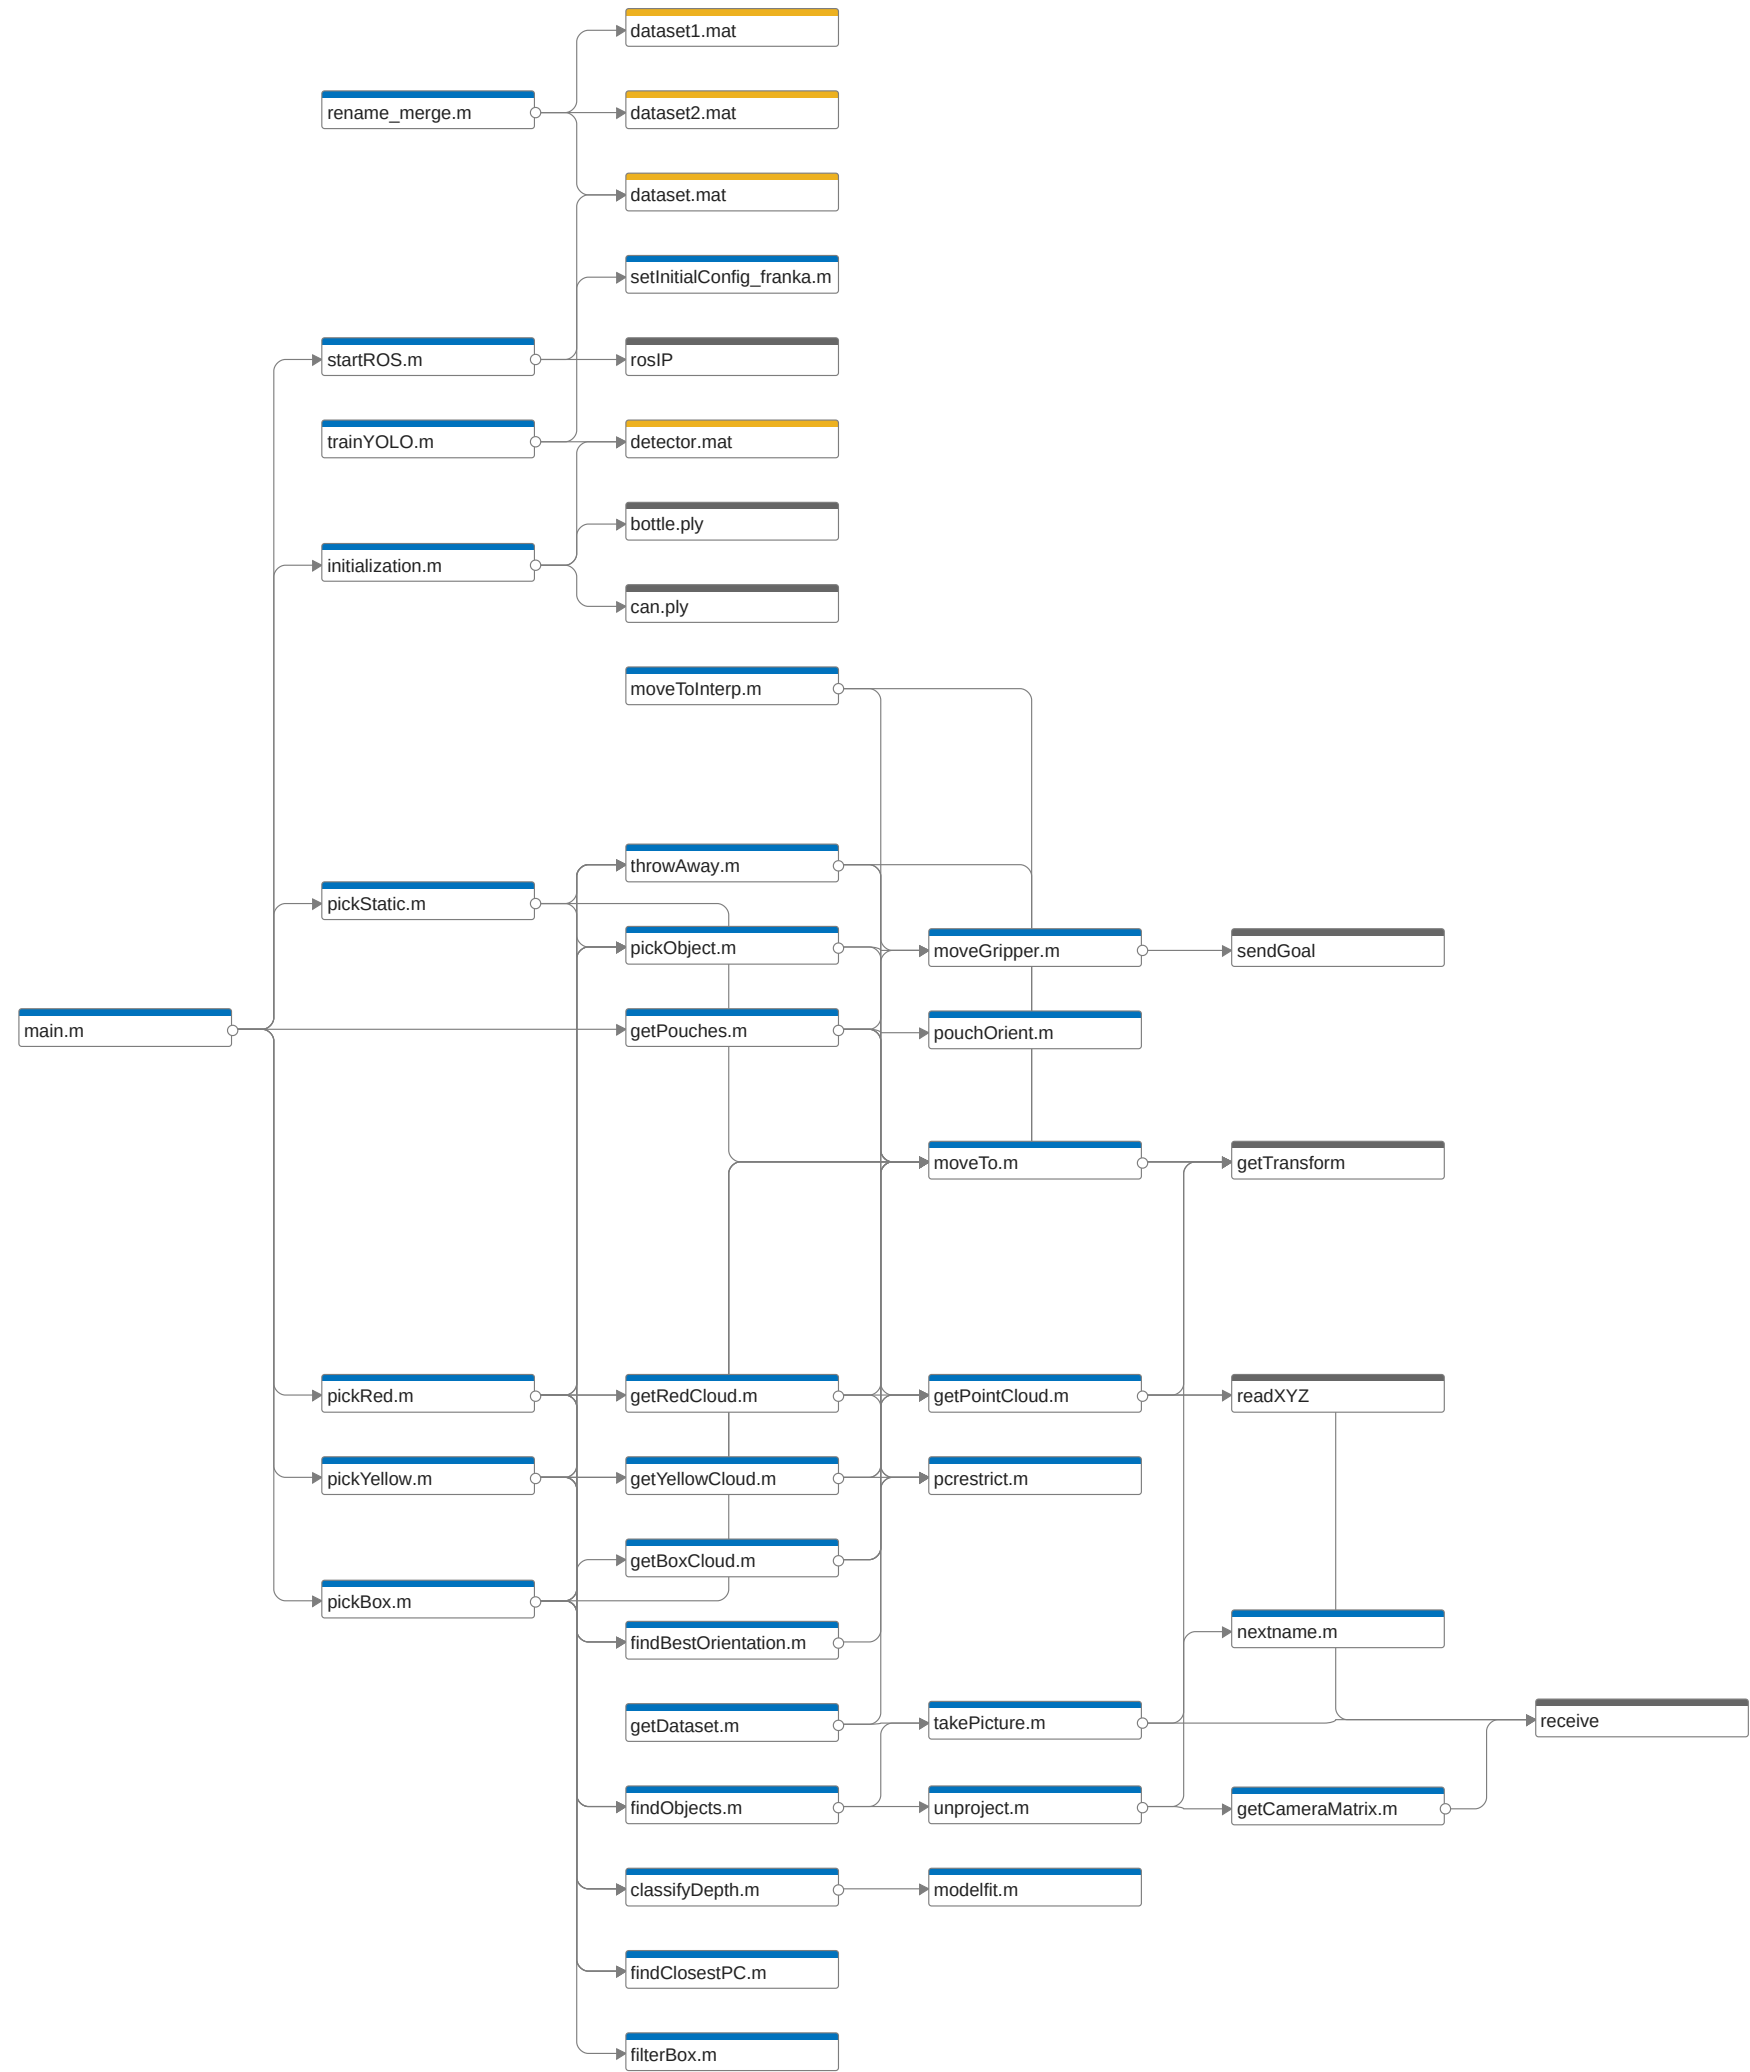 dataset1.mat
rename_merge.m
dataset2.mat
dataset.mat
setInitialConfig_franka.m
startROS.m
rosIP
trainYOLO.m
detector.mat
bottle.ply
initialization.m
can.ply
moveToInterp.m
throwAway.m
pickStatic.m
pickObject.m
moveGripper.m
sendGoal
main.m
getPouches.m
pouchOrient.m
moveTo.m
getTransform
pickRed.m
getRedCloud.m
getPointCloud.m
readXYZ
pickYellow.m
getYellowCloud.m
pcrestrict.m
getBoxCloud.m
pickBox.m
findBestOrientation.m
nextname.m
getDataset.m
takePicture.m
receive
findObjects.m
unproject.m
getCameraMatrix.m
classifyDepth.m
modelfit.m
findClosestPC.m
filterBox.m